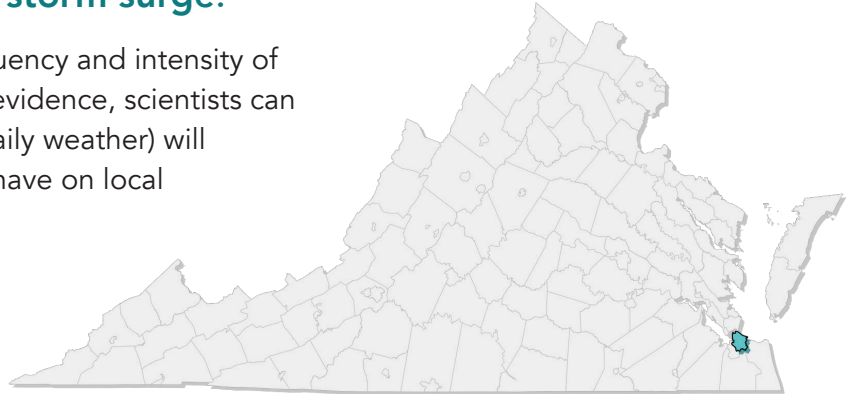 storm surge.
uency and intensity of
evidence, scientists can
aily weather) will
have on local